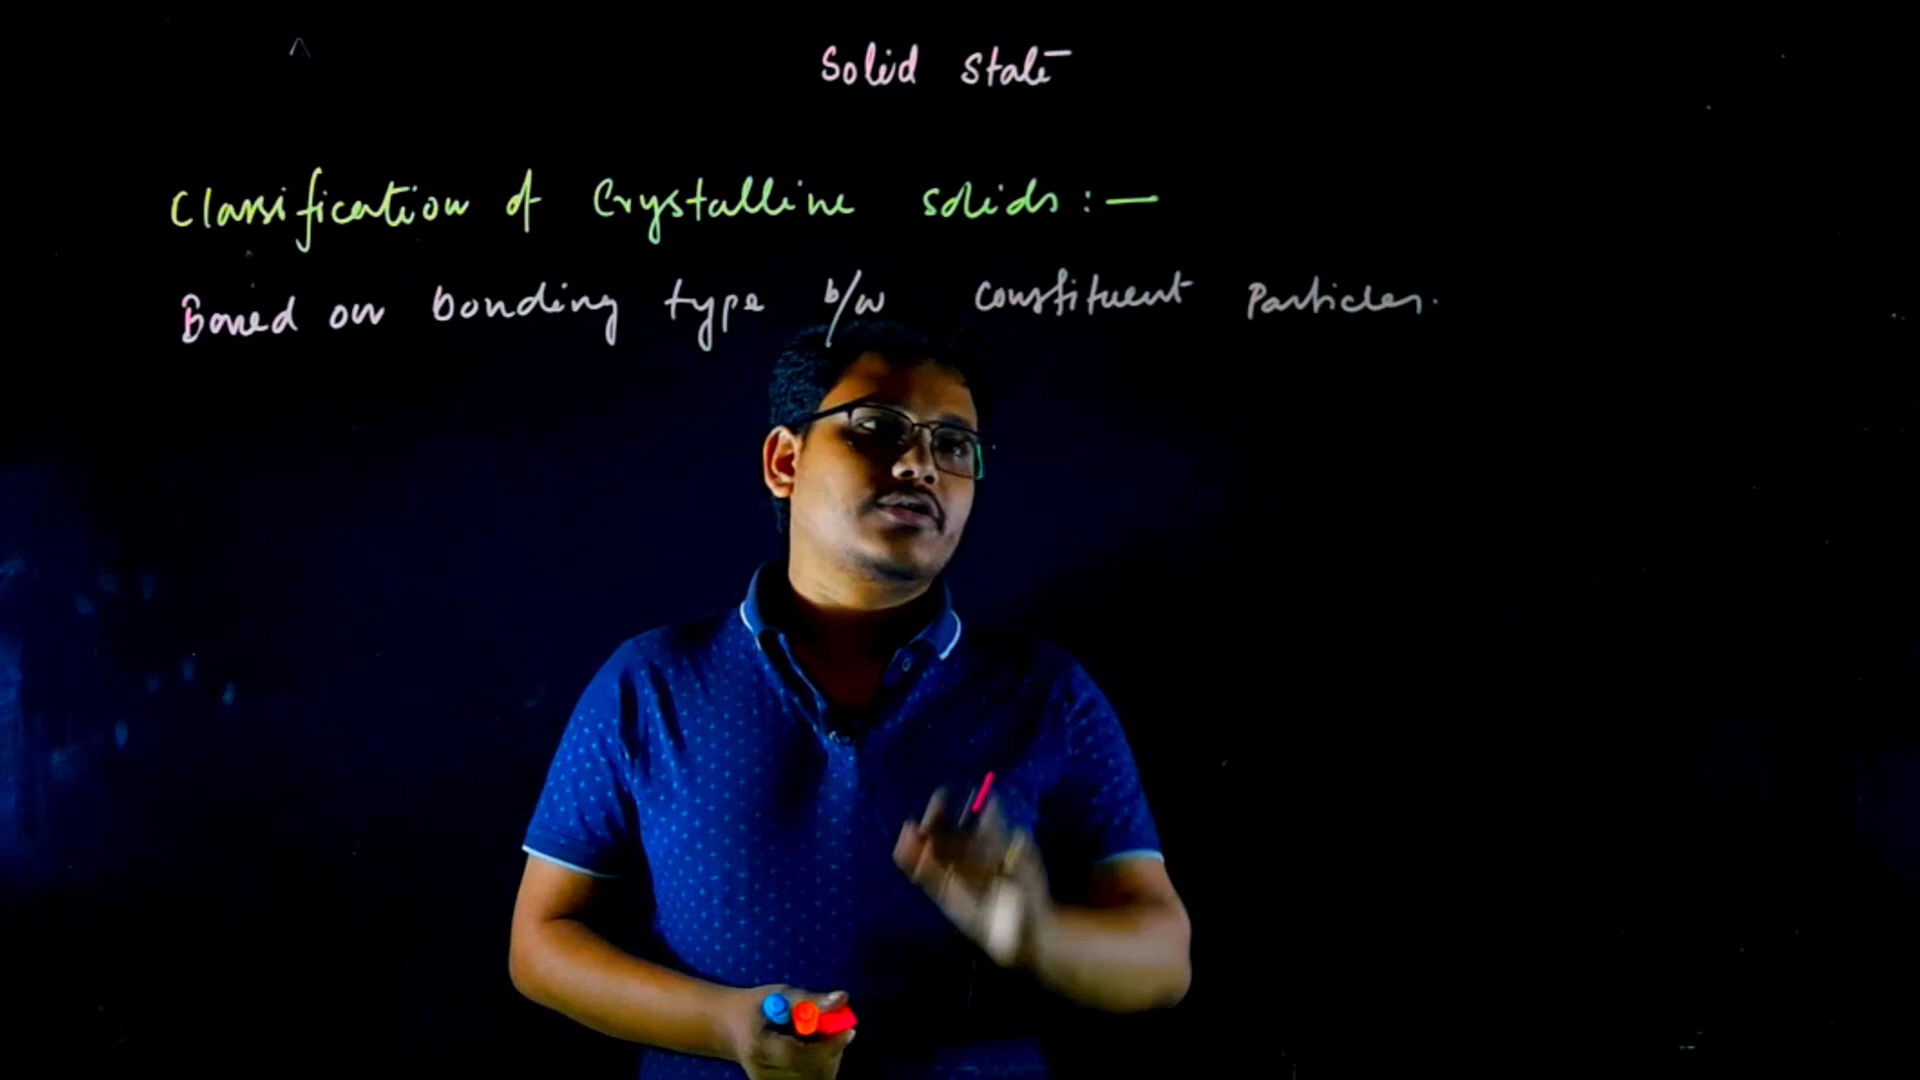 Solid State
Classification of Crystalline solids:—
Based on bonding type b/w constituent Particles.